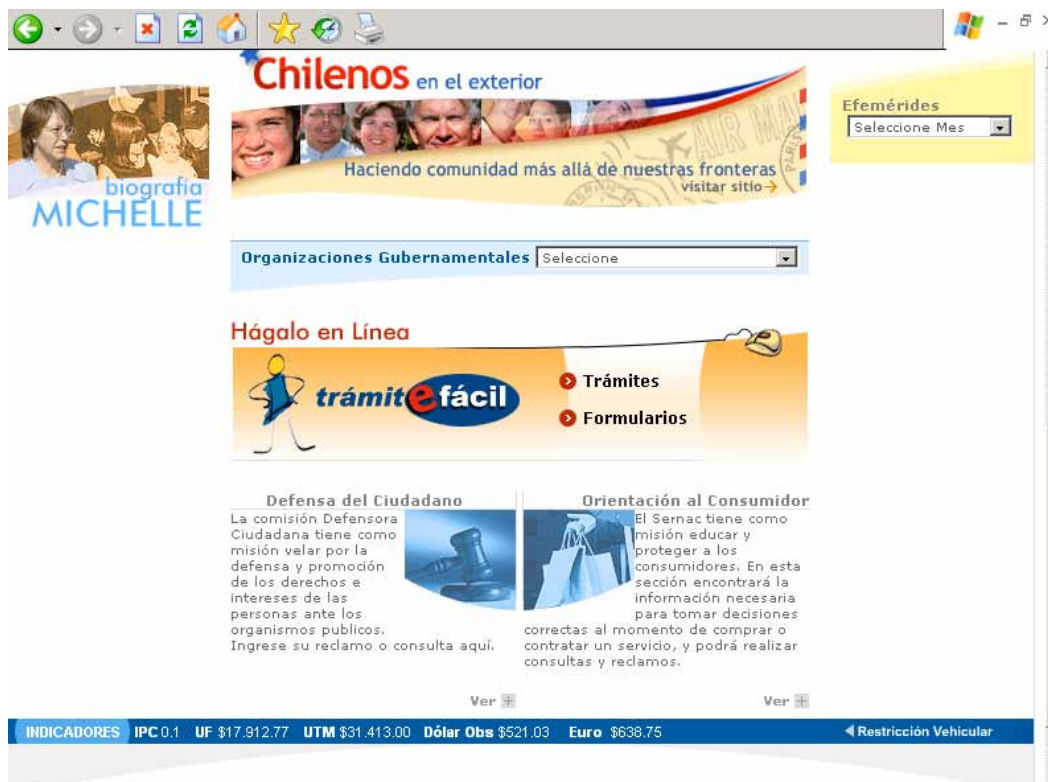 biografía
MICHELLE
Chilenos en el exterior
AIR MAIL
Haciendo comunidad más allá de nuestras fronteras
visitar sitio
Efemérides
Seleccione Mes
Organizaciones Gubernamentales Seleccione
Hágalo en Línea
trámit e fácil
Trámites
Formularios
Defensa del Ciudadano
La comisión Defensora
Ciudadana tiene como
misión velar por la
defensa y promoción
de los derechos e
intereses de las
personas ante los
organismos publicos.
Ingrese su reclamo o consulta aquí.
Ver
Orientación al Consumidor
El Sernac tiene como
misión educar y
proteger a los
consumidores. En esta
sección encontrará la
información necesaria
para tomar decisiones
correctas al momento de comprar o
contratar un servicio, y podrá realizar
consultas y reclamos.
Ver
INDICADORES IPC 0.1 UF $17.912.77 UTM $31.413.00 Dólar Obs $521.03 Euro $638.75 Restricción Vehicular